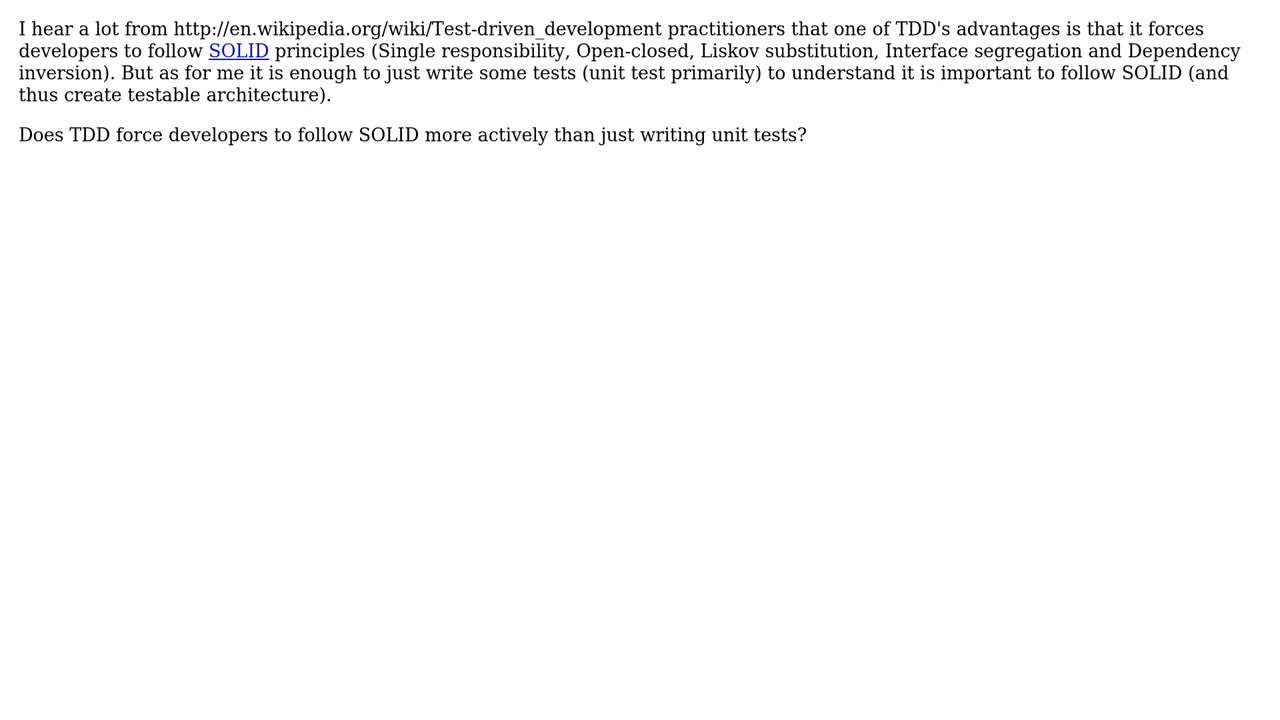 I hear a lot from http://en.wikipedia.org/wiki/Test-driven_development practitioners that one of TDD's advantages is that it forces
developers to follow SOLID principles (Single responsibility, Open-closed, Liskov substitution, Interface segregation and Dependency
inversion). But as for me it is enough to just write some tests (unit test primarily) to understand it is important to follow SOLID (and
thus create testable architecture).
Does TDD force developers to follow SOLID more actively than just writing unit tests?